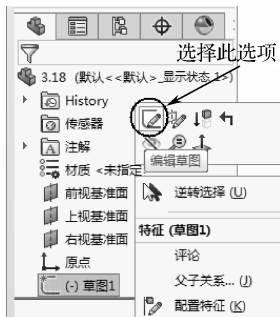 选择此选项
3.18 (默认<<默认>_显示状态 1>)
History
传感器
注解
编辑草图
材质 <未指定
前视基准面
逆转选择 (U)
上视基准面
右视基准面
特征 (草图1)
原点
评论
(-) 草图1
父子关系... (J)
配置特征 (K)